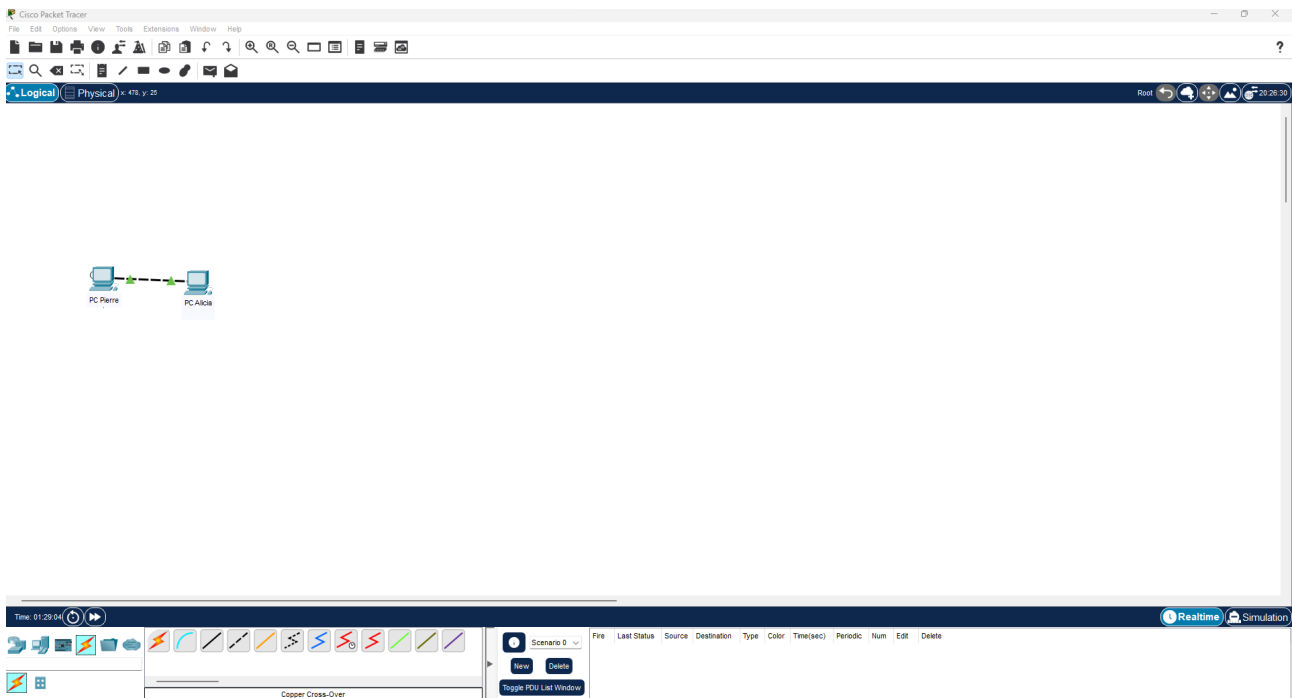 Cisco Packet Tracer
File Edit Options View Tools Extensions Window Help
?
Logical Physical x: 478, y: 25 Root 20:26:30
PC Pierre PC Alicia
Time: 01:29:04 Realtime Simulation
Scenario 0 Fire Last Status Source Destination Type Color Time(sec) Periodic Num Edit Delete
New Delete
Toggle PDU List Window
Copper Cross-Over